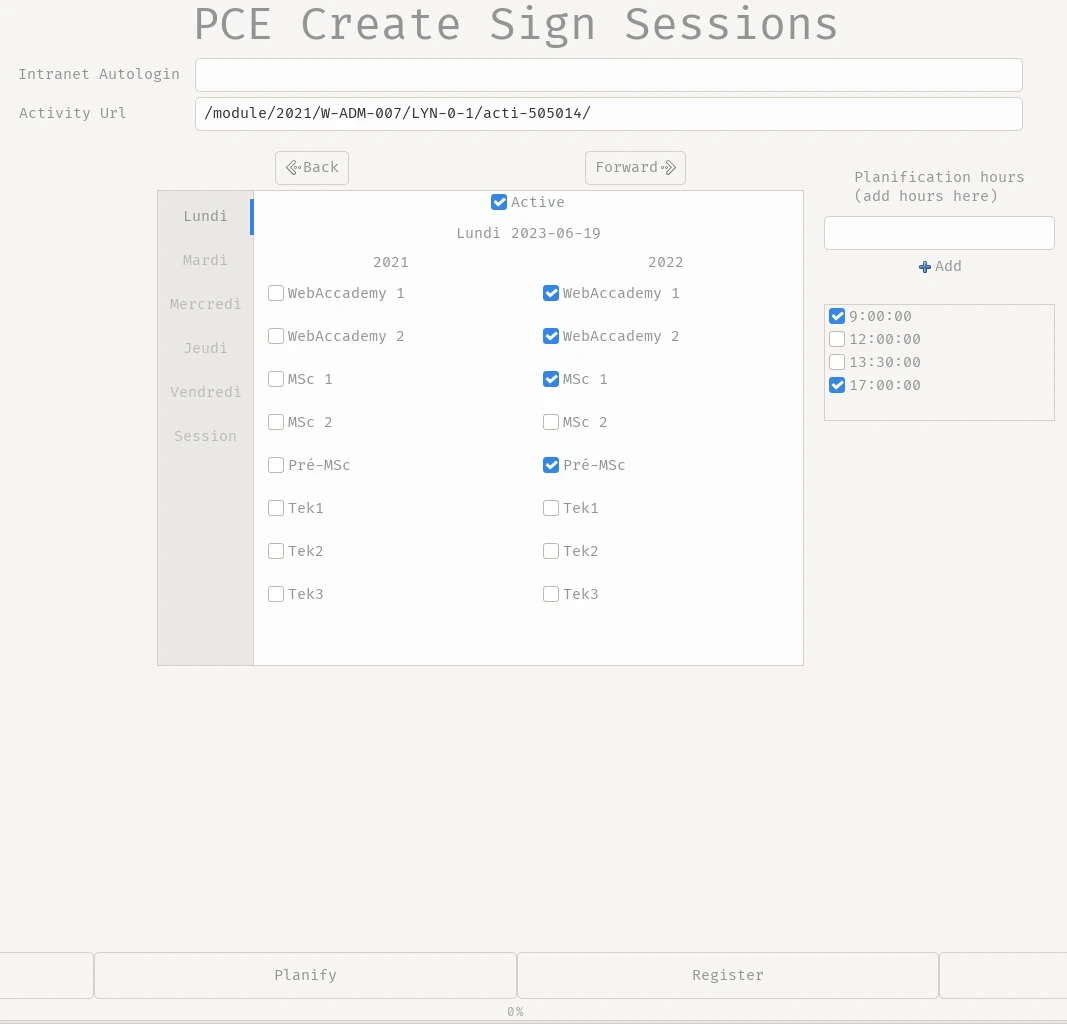 PCE Create Sign Sessions
Intranet Autologin
Activity Url
/module/2021/W-ADM-007/LYN-0-1/acti-505014/
Back
Forward
Planification hours
(add hours here)
Add
9:00:00
12:00:00
13:30:00
17:00:00
Lundi
Mardi
Mercredi
Jeudi
Vendredi
Session
Active
Lundi 2023-06-19
2021
WebAccademy 1
WebAccademy 2
MSc 1
MSc 2
Pré-MSc
Tek1
Tek2
Tek3
2022
WebAccademy 1
WebAccademy 2
MSc 1
MSc 2
Pré-MSc
Tek1
Tek2
Tek3
Planify
Register
0%